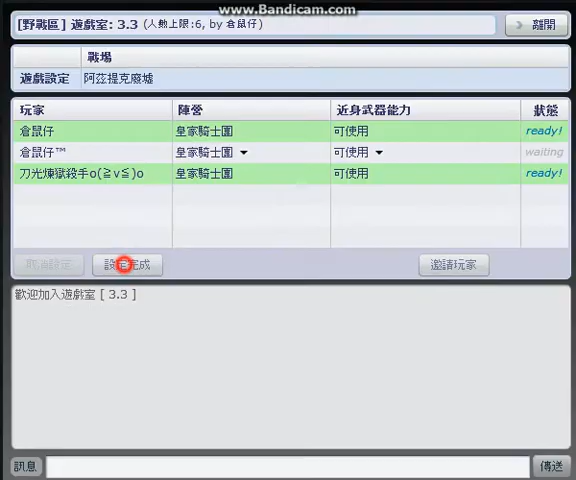 www.Bandicam.com
[野戰區] 遊戲室: 3.3 (人數上限:6, by 倉鼠仔)
離開
戰場
遊戲設定 阿茲提克廢墟
玩家 陣營 近身武器能力 狀態
倉鼠仔 皇家騎士團 可使用 ready!
倉鼠仔™ 皇家騎士團 可使用 waiting
刀光煉獄殺手o(≧v≦)o 皇家騎士團 可使用 ready!
取消設定 設定完成 邀請玩家
歡迎加入遊戲室 [ 3.3 ]
訊息 傳送